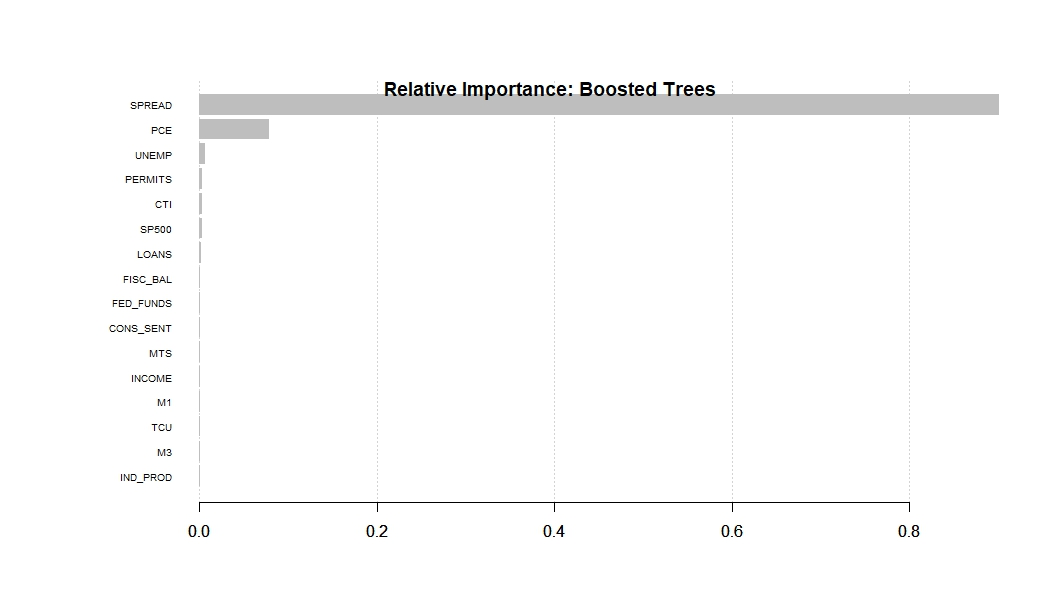 Relative Importance: Boosted Trees
SPREAD
PCE
UNEMP
PERMITS
CTI
SP500
LOANS
FISC_BAL
FED_FUNDS
CONS_SENT
MTS
INCOME
M1
TCU
M3
IND_PROD
0.0 0.2 0.4 0.6 0.8